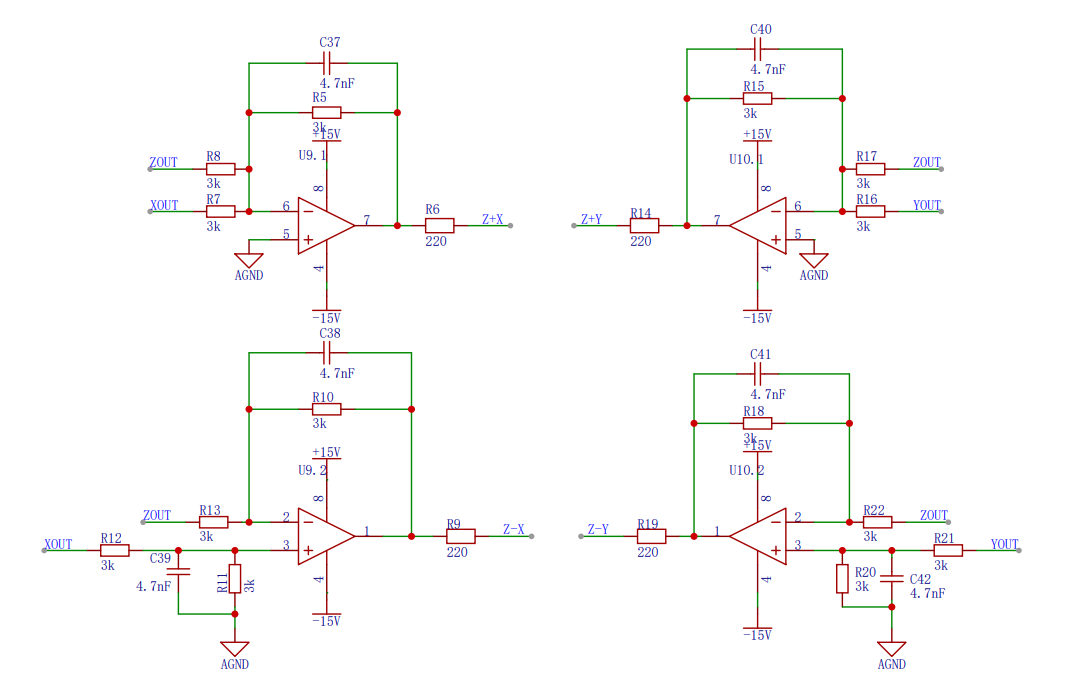 C37
4.7nF
R5
3k
+15V
U9.1
8
ZOUT
R8
3k
XOUT
R7
3k
6
5
7
4
AGND
R6
220
Z+X
-15V
C40
4.7nF
R15
3k
+15V
U10.1
8
R17
ZOUT
3k
R16
YOUT
3k
6
5
7
4
AGND
Z+Y
R14
220
-15V
C38
4.7nF
R10
3k
+15V
U9.2
8
ZOUT
R13
3k
XOUT
R12
3k
2
3
1
4
C39
4.7nF
R11
3k
AGND
R9
220
Z-X
-15V
C41
4.7nF
R18
3k
+15V
U10.2
8
R22
ZOUT
3k
R21
YOUT
3k
2
3
1
4
Z-Y
R19
220
R20
3k
C42
4.7nF
AGND
-15V